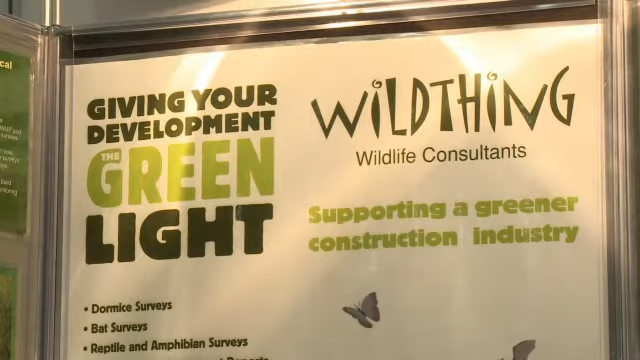 GIVING YOUR
DEVELOPMENT
THE
GREEN
LIGHT
WiLDTHiNG
Wildlife Consultants
Supporting a greener
construction industry
• Dormice Surveys
• Bat Surveys
• Reptile and Amphibian Surveys